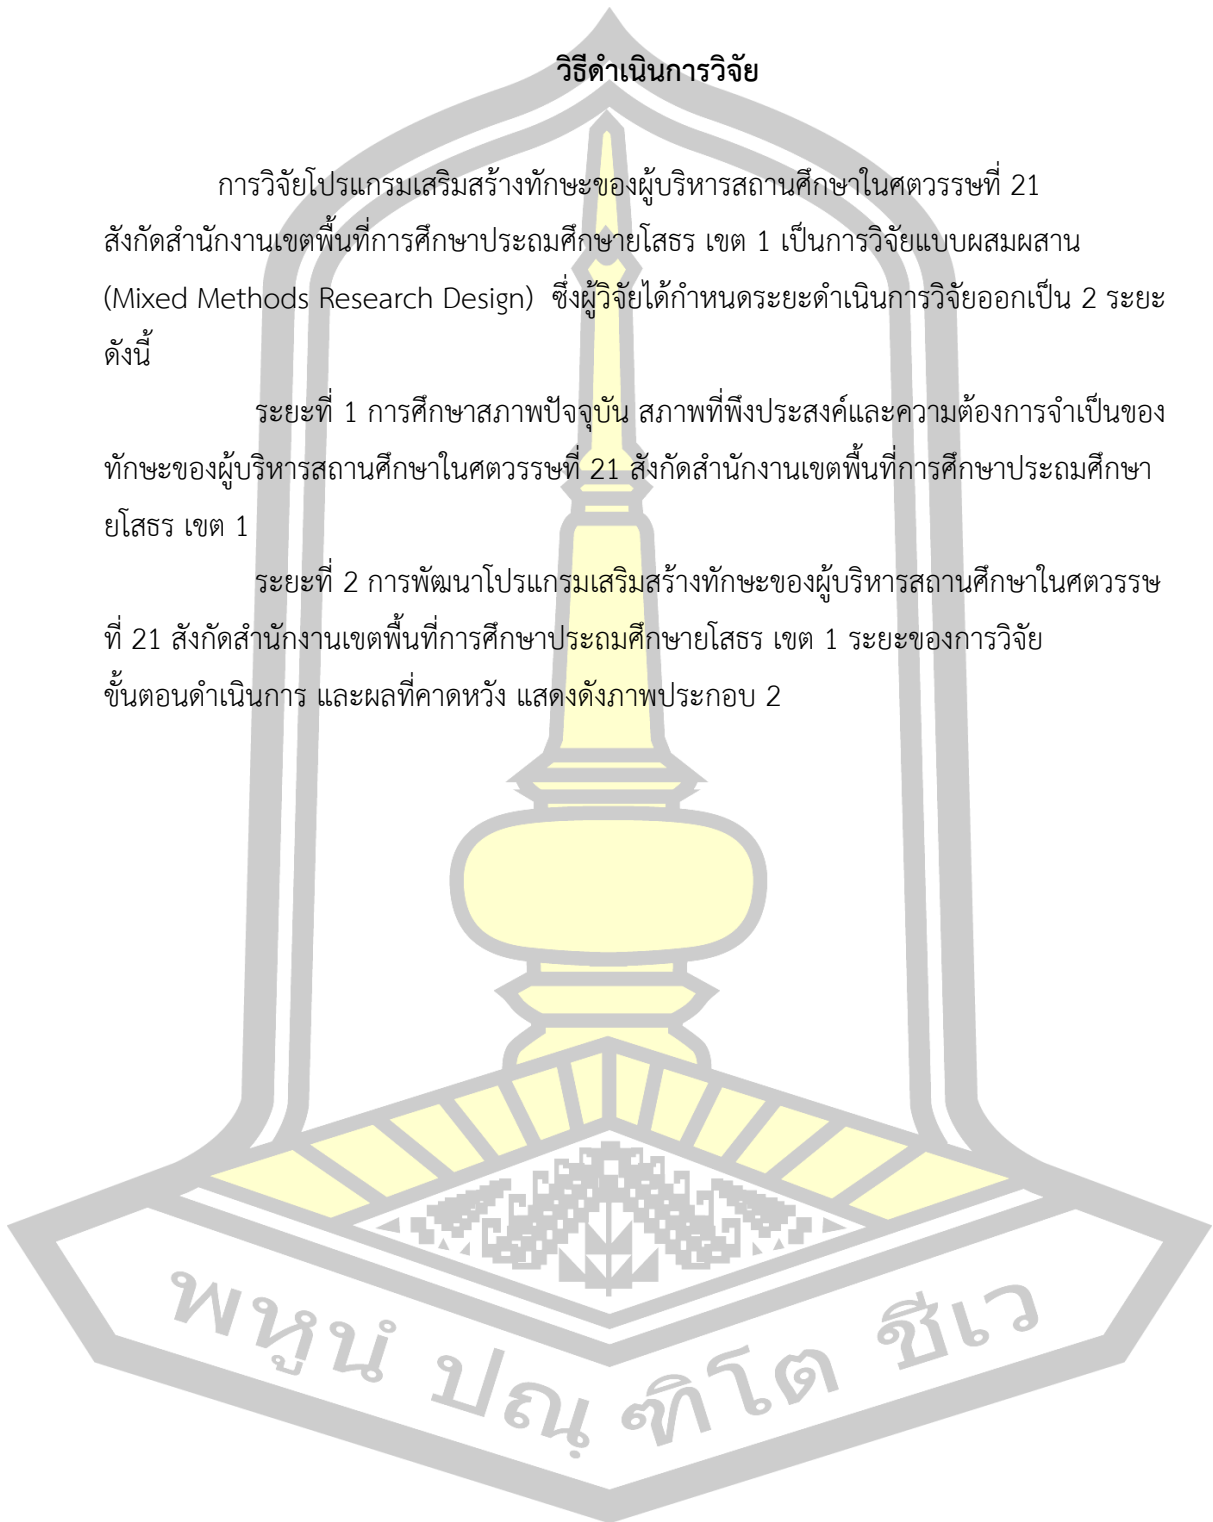 วิธีดำเนินการวิจัย
การวิจัยโปรแกรมเสริมสร้างทักษะของผู้บริหารสถานศึกษาในศตวรรษที่ 21
สังกัดสำนักงานเขตพื้นที่การศึกษาประถมศึกษายโสธร เขต 1 เป็นการวิจัยแบบผสมผสาน
(Mixed Methods Research Design) ซึ่งผู้วิจัยได้กำหนดระยะดำเนินการวิจัยออกเป็น 2 ระยะ
ดังนี้
ระยะที่ 1 การศึกษาสภาพปัจจุบัน สภาพที่พึงประสงค์และความต้องการจำเป็นของ
ทักษะของผู้บริหารสถานศึกษาในศตวรรษที่ 21 สังกัดสำนักงานเขตพื้นที่การศึกษาประถมศึกษา
ยโสธร เขต 1
ระยะที่ 2 การพัฒนาโปรแกรมเสริมสร้างทักษะของผู้บริหารสถานศึกษาในศตวรรษ
ที่ 21 สังกัดสำนักงานเขตพื้นที่การศึกษาประถมศึกษายโสธร เขต 1 ระยะของการวิจัย
ขั้นตอนดำเนินการ และผลที่คาดหวัง แสดงดังภาพประกอบ 2
พหูนํ ปณฺ ฑิโต ชีเว